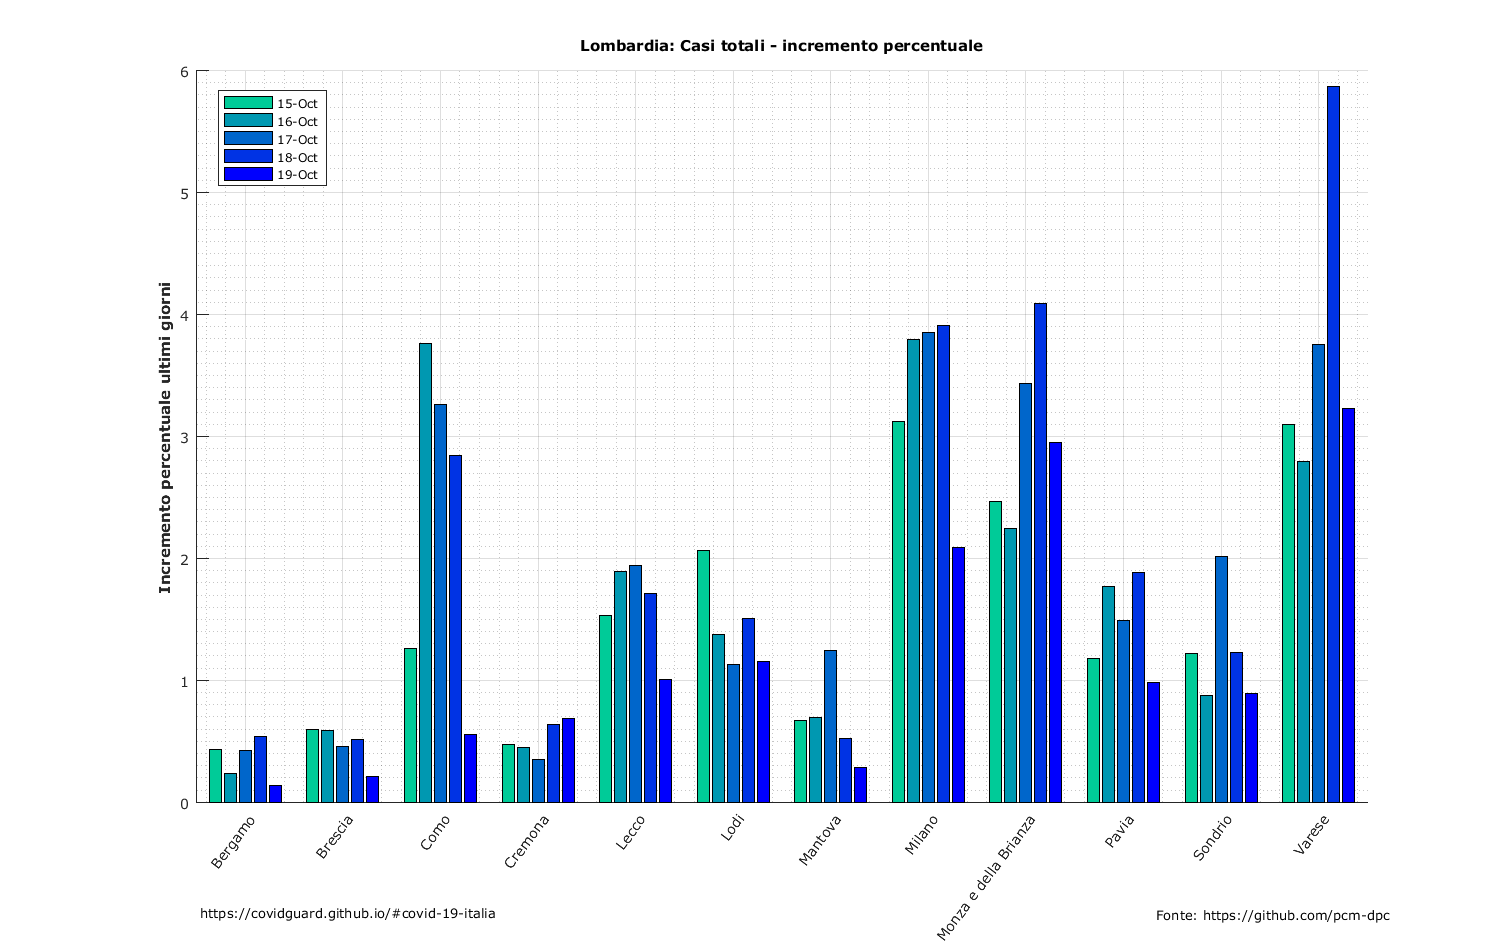 Lombardia: Casi totali - incremento percentuale
6
5
4
3
2
1
0
Incremento percentuale ultimi giorni
15-Oct
16-Oct
17-Oct
18-Oct
19-Oct
Bergamo
Brescia
Como
Cremona
Lecco
Lodi
Mantova
Milano
Monza e della Brianza
Pavia
Sondrio
Varese
https://covidguard.github.io/#covid-19-italia
Fonte: https://github.com/pcm-dpc